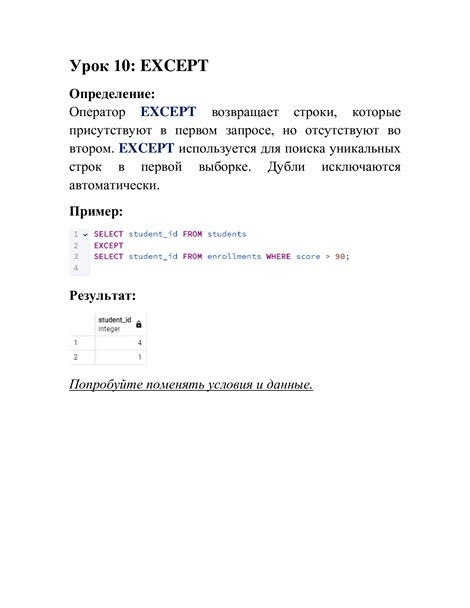 Урок 10: EXCEPT
Определение:
Оператор EXCEPT возвращает строки, которые
присутствуют в первом запросе, но отсутствуют во
втором. EXCEPT используется для поиска уникальных
строк в первой выборке. Дубли исключаются
автоматически.
Пример:
1 SELECT student_id FROM students
2 EXCEPT
3 SELECT student_id FROM enrollments WHERE score > 90;
4
Результат:
student_id
integer
1 4
2 1
Попробуйте поменять условия и данные.